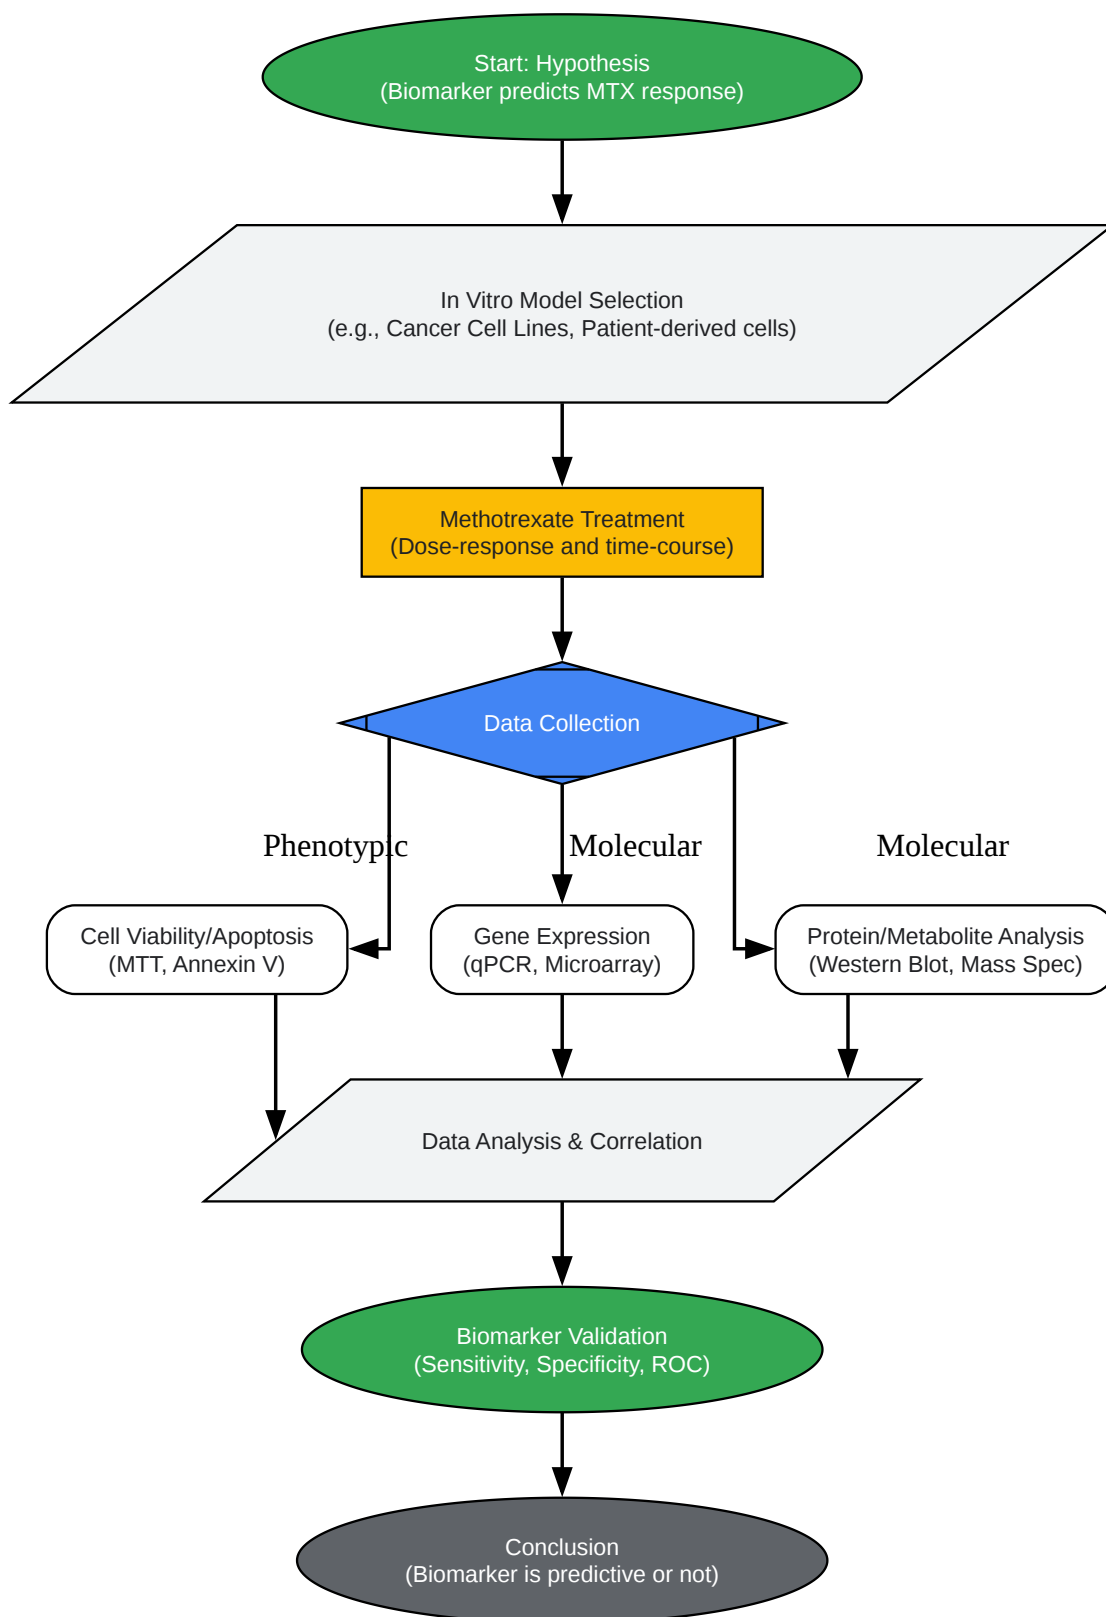 Start: Hypothesis
(Biomarker predicts MTX response)
In Vitro Model Selection
(e.g., Cancer Cell Lines, Patient-derived cells)
Methotrexate Treatment
(Dose-response and time-course)
Data Collection
Phenotypic
Molecular
Molecular
Cell Viability/Apoptosis
(MTT, Annexin V)
Gene Expression
(qPCR, Microarray)
Protein/Metabolite Analysis
(Western Blot, Mass Spec)
Data Analysis & Correlation
Biomarker Validation
(Sensitivity, Specificity, ROC)
Conclusion
(Biomarker is predictive or not)